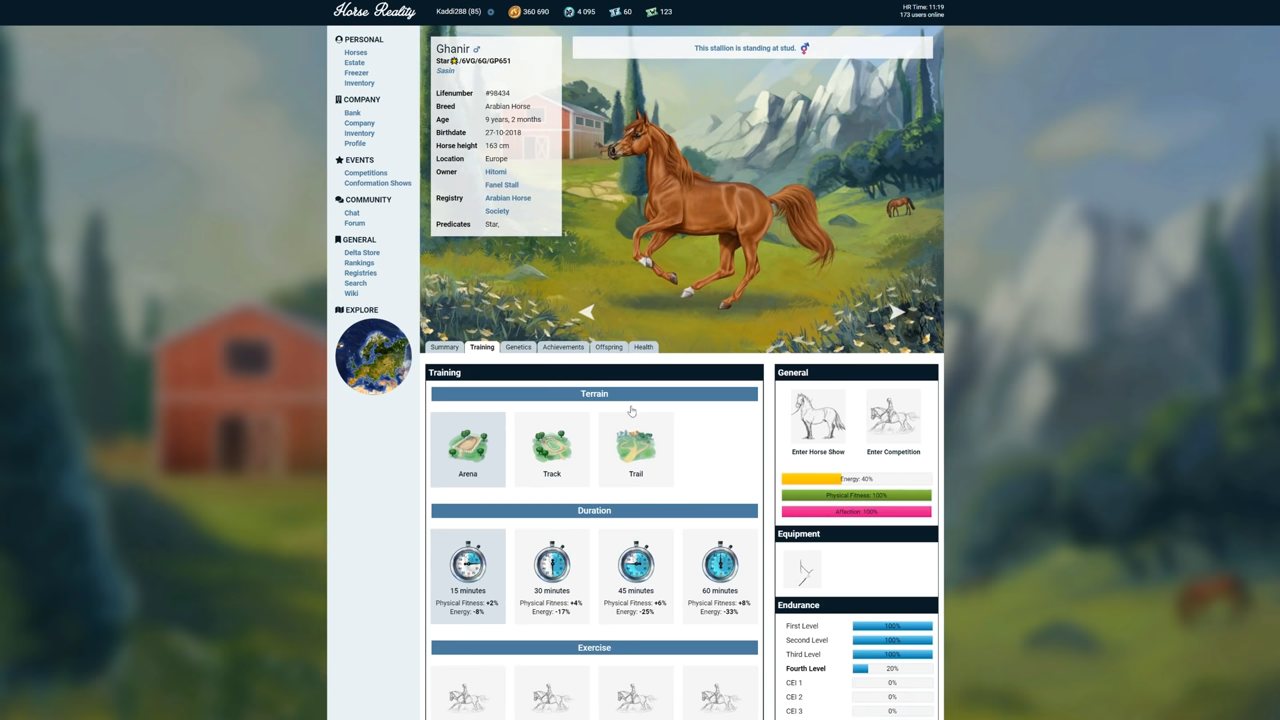 Horse Reality
Kaddi288 (85)
360 690
4 095
60
123
HR Time: 11:19
173 users online
PERSONAL
Horses
Estate
Freezer
Inventory
COMPANY
Bank
Company
Inventory
Profile
EVENTS
Competitions
Conformation Shows
COMMUNITY
Chat
Forum
GENERAL
Delta Store
Rankings
Registries
Search
Wiki
EXPLORE
Ghanir
Star /6VG/6G/GP651
Sasin
Lifenumber #98434
Breed Arabian Horse
Age 9 years, 2 months
Birthdate 27-10-2018
Horse height 163 cm
Location Europe
Owner Hitomi
Fanel Stall
Registry Arabian Horse
Society
Predicates Star,
This stallion is standing at stud.
Summary Training Genetics Achievements Offspring Health
Training
Terrain
Arena Track Trail
Duration
15 minutes 30 minutes 45 minutes 60 minutes
Physical Fitness: +2% Physical Fitness: +4% Physical Fitness: +6% Physical Fitness: +8%
Energy: -8% Energy: -17% Energy: -25% Energy: -33%
Exercise
General
Enter Horse Show Enter Competition
Energy: 40%
Physical Fitness: 100%
Affection: 100%
Equipment
Endurance
First Level 100%
Second Level 100%
Third Level 100%
Fourth Level 20%
CEI 1 0%
CEI 2 0%
CEI 3 0%